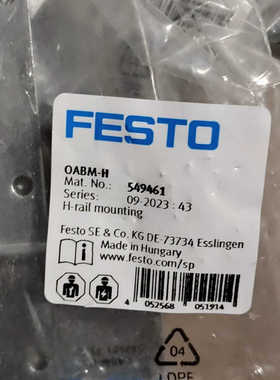 FESTO
OABM-H
Mat. No.: 549461
Series: 09-2023 : 43
H-rail mounting
Festo SE & Co. KG DE-73734 Esslingen
Made in Hungary
www.festo.com/sp
4 052568 051914
04
LDPE